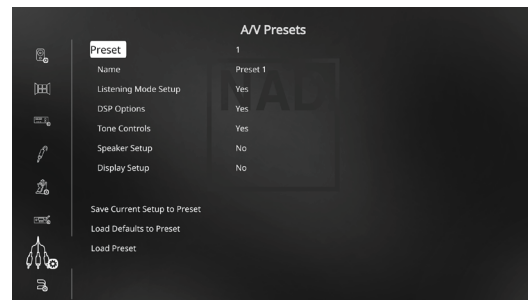 A/V Presets
Preset 1
Name Preset 1
Listening Mode Setup Yes
DSP Options Yes
Tone Controls Yes
Speaker Setup No
Display Setup No
Save Current Setup to Preset
Load Defaults to Preset
Load Preset
NAD